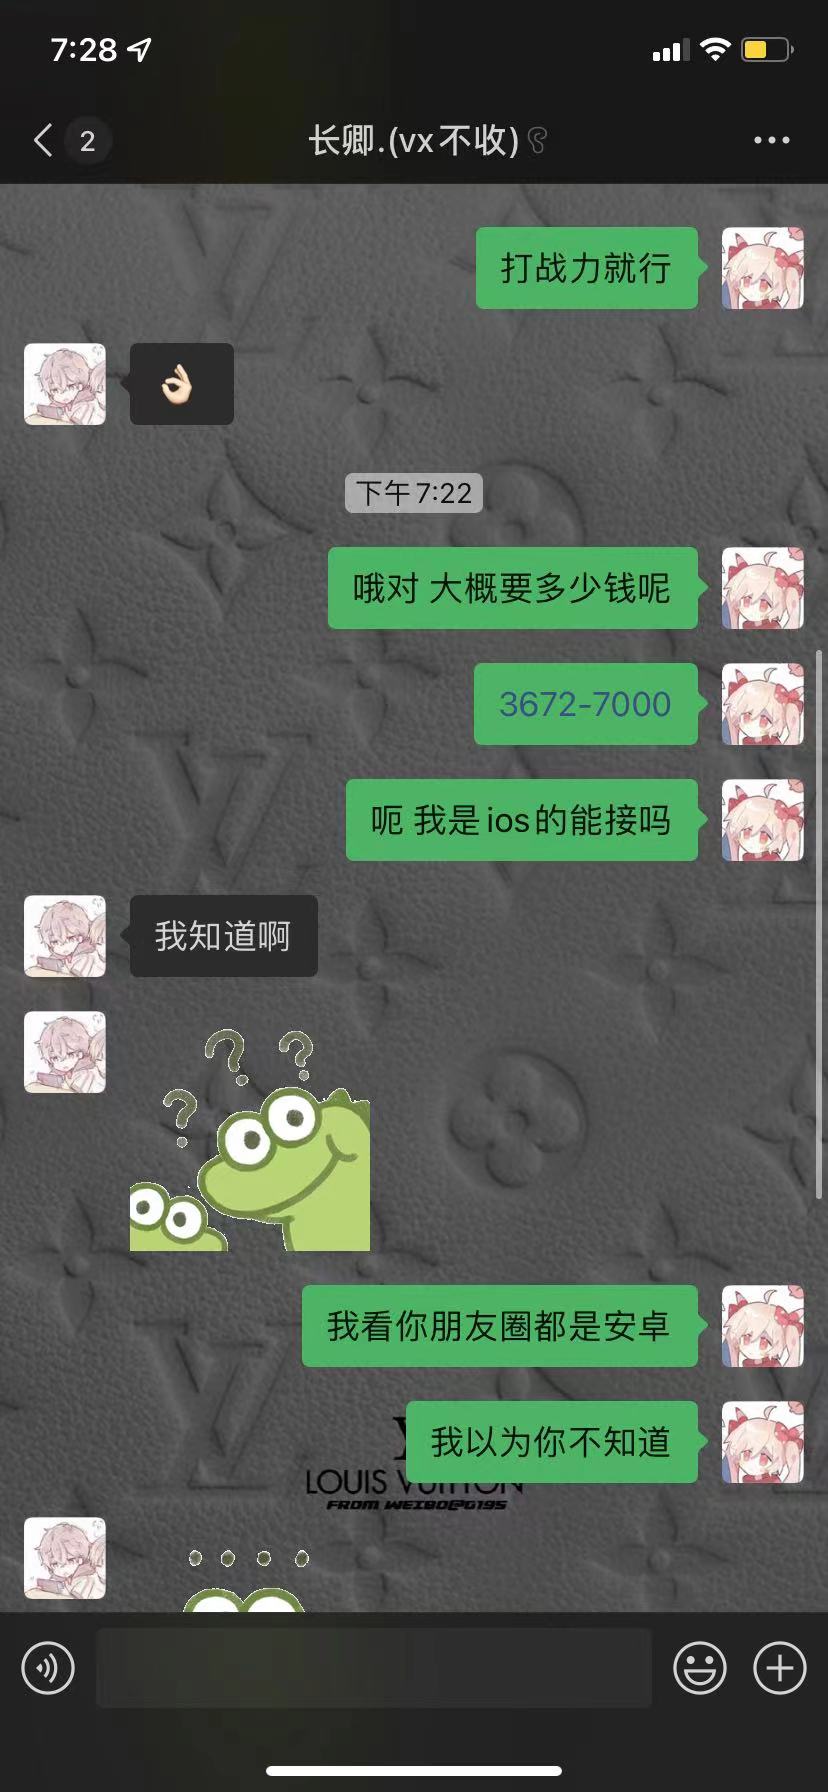 7:28
2
长卿.(vx不收)
打战力就行
下午7:22
哦对 大概要多少钱呢
3672-7000
呃 我是ios的能接吗
我知道啊
? ? ?
我看你朋友圈都是安卓
我以为你不知道
LOUIS VUITTON
FROM WEIBO@G195